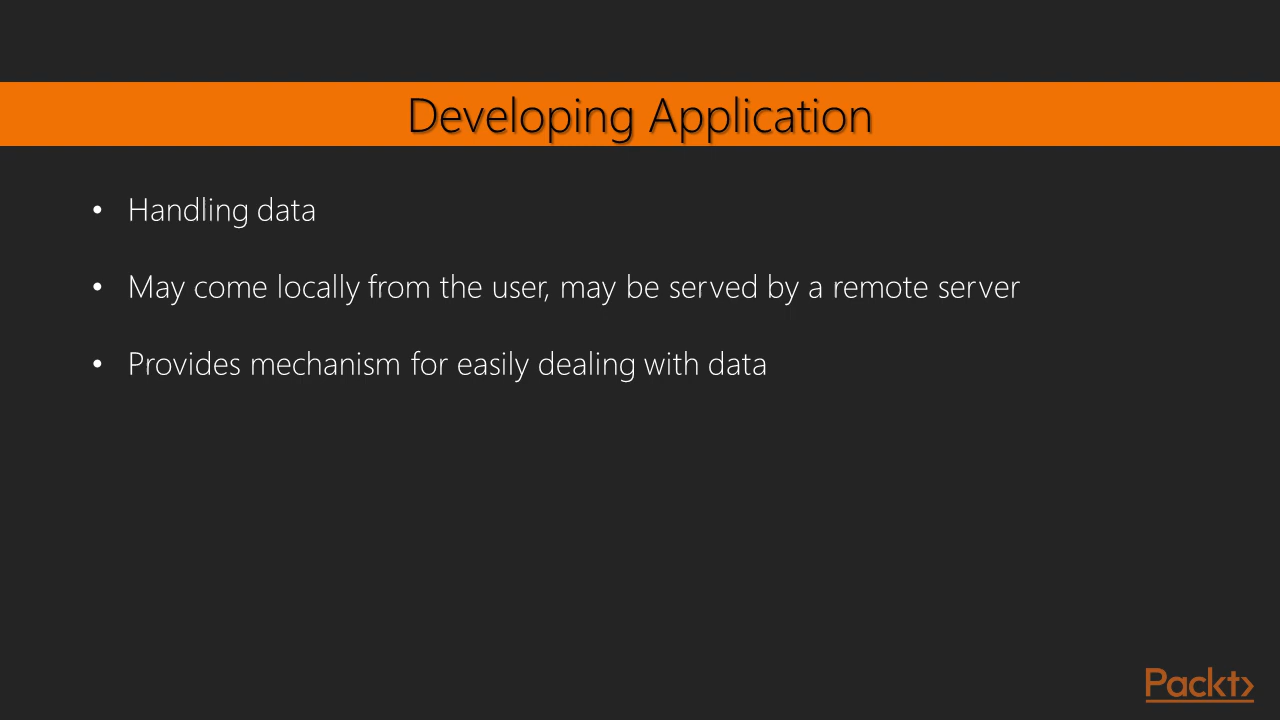 Developing Application
• Handling data
• May come locally from the user, may be served by a remote server
• Provides mechanism for easily dealing with data
Packt>